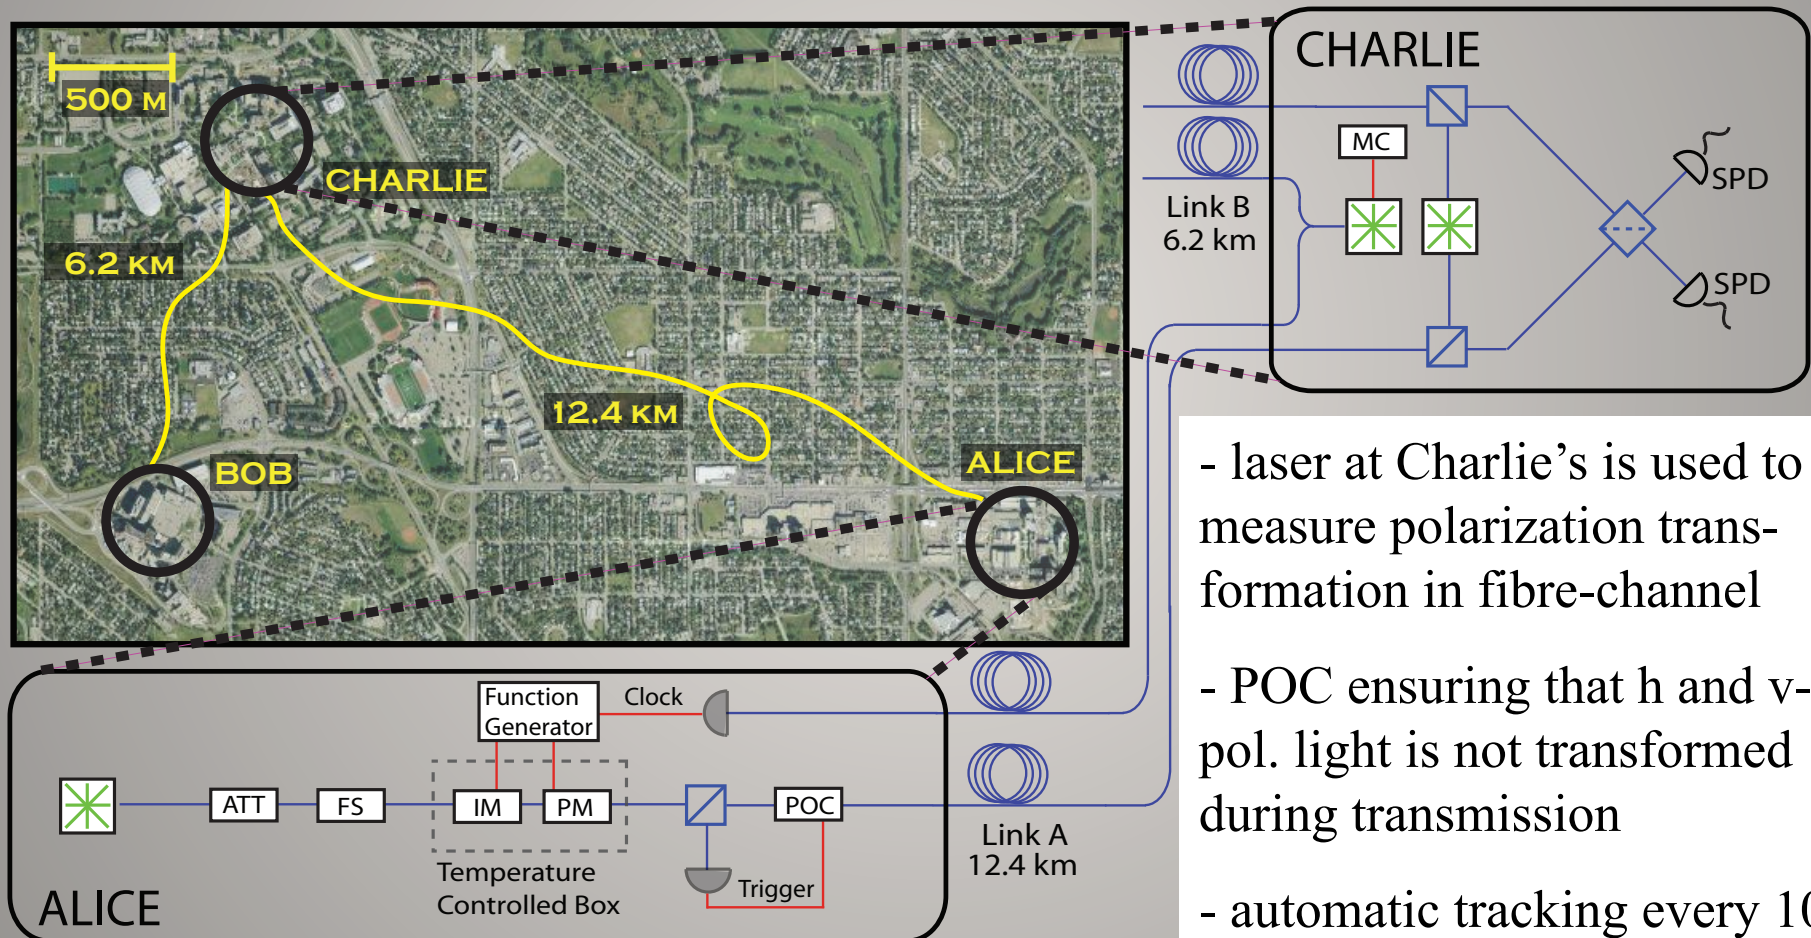 500 M
CHARLIE
6.2 KM
12.4 KM
BOB
ALICE
CHARLIE
MC
SPD
SPD
Link B
6.2 km
Function
Generator
Clock
ATT
FS
IM
PM
POC
Temperature
Controlled Box
Trigger
ALICE
Link A
12.4 km
- laser at Charlie’s is used to
measure polarization trans-
formation in fibre-channel
- POC ensuring that h and v-
pol. light is not transformed
during transmission
- automatic tracking every 10